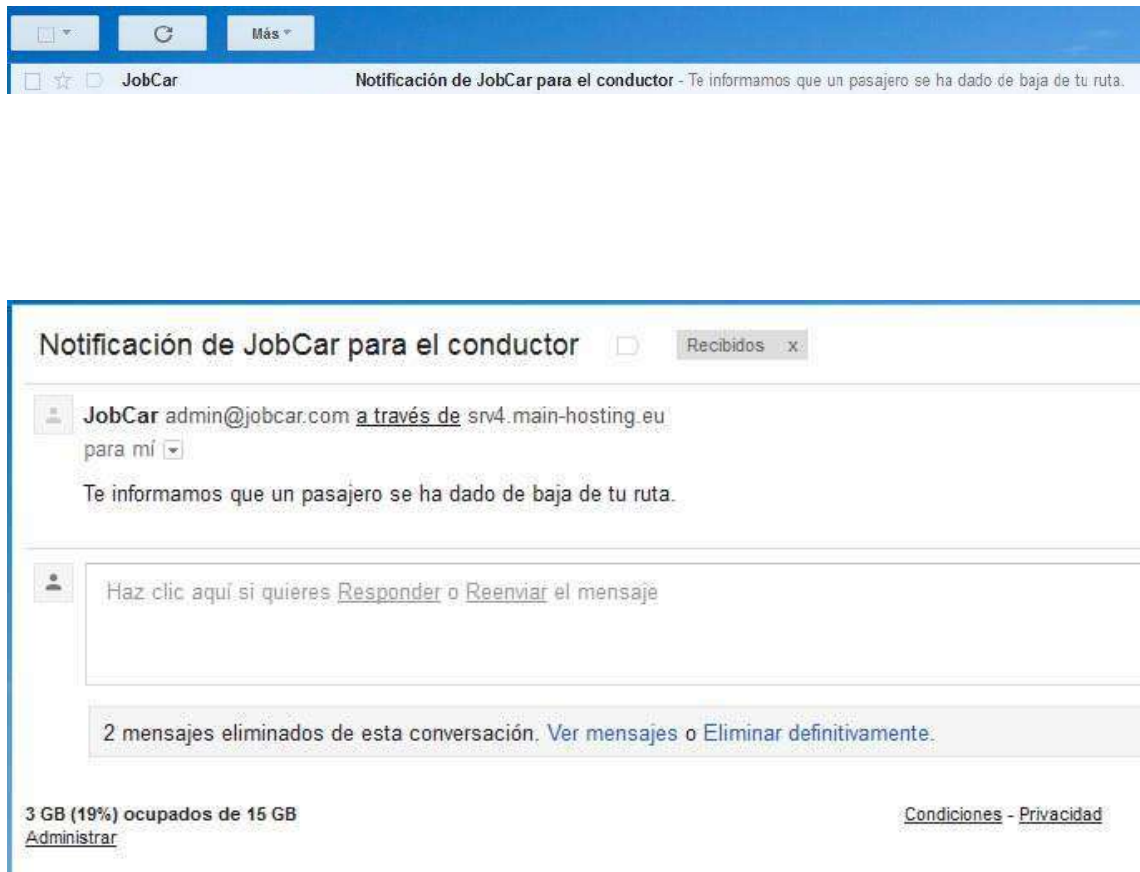 Más
JobCar Notificación de JobCar para el conductor - Te informamos que un pasajero se ha dado de baja de tu ruta.
Notificación de JobCar para el conductor Recibidos x
JobCar admin@jobcar.com a través de srv4.main-hosting.eu
para mí
Te informamos que un pasajero se ha dado de baja de tu ruta.
Haz clic aquí si quieres Responder o Reenviar el mensaje
2 mensajes eliminados de esta conversación. Ver mensajes o Eliminar definitivamente.
3 GB (19%) ocupados de 15 GB Condiciones - Privacidad
Administrar